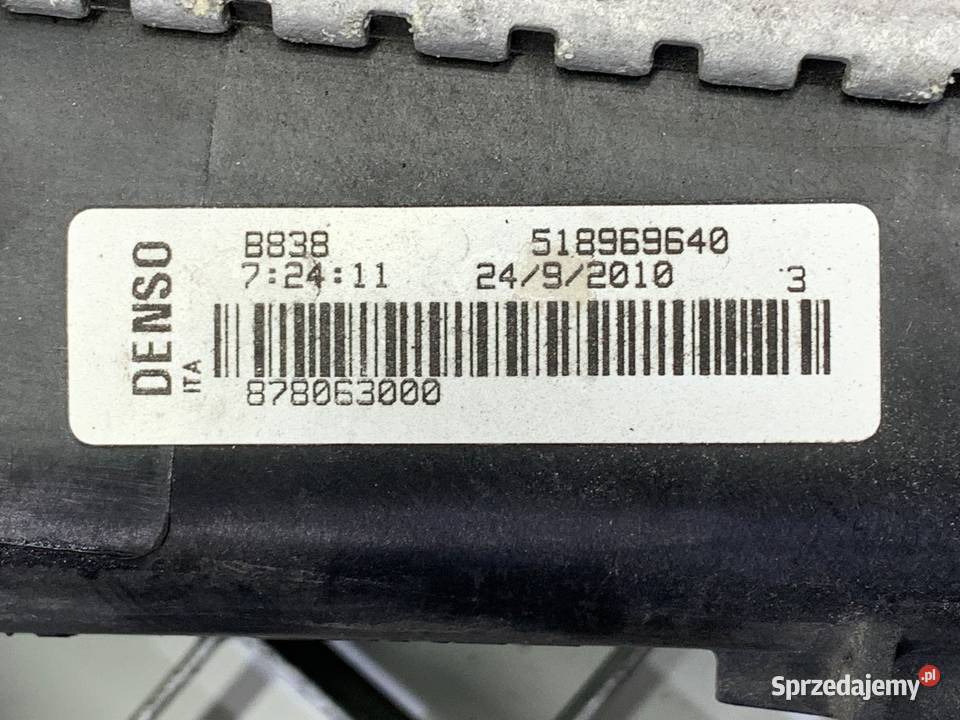 DENSO
ITA
B838 518969640
7:24:11 24/9/2010 3
878063000
Sprzedajemy.pl